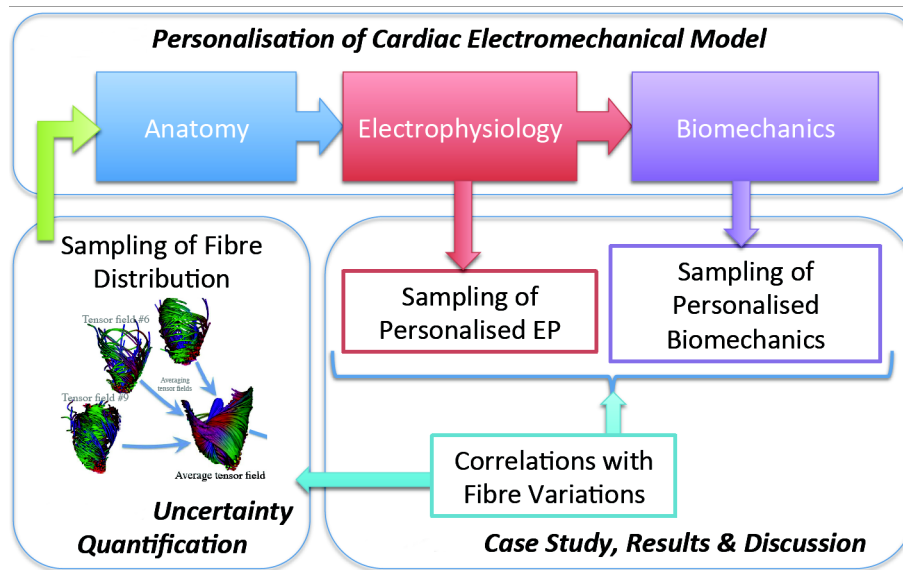 Personalisation of Cardiac Electromechanical Model
Anatomy
Electrophysiology
Biomechanics
Sampling of Fibre
Distribution
Tensor field #6
Averaging
tensor fields
Tensor field #9
Average tensor field
Uncertainty
Quantification
Sampling of
Personalised EP
Sampling of
Personalised
Biomechanics
Correlations with
Fibre Variations
Case Study, Results & Discussion